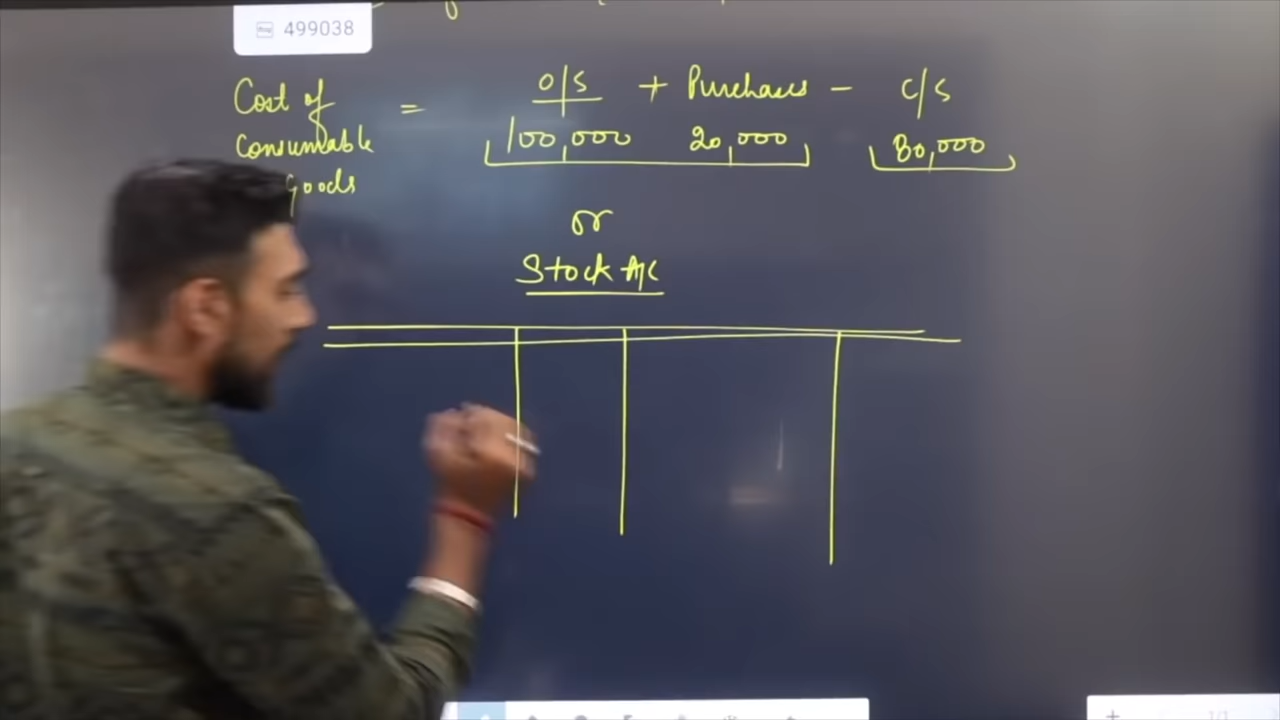 499038
Cost of = O/S + Purchases - C/S
Consumable 100,000 20,000 80,000
Goods
or
Stock A/C